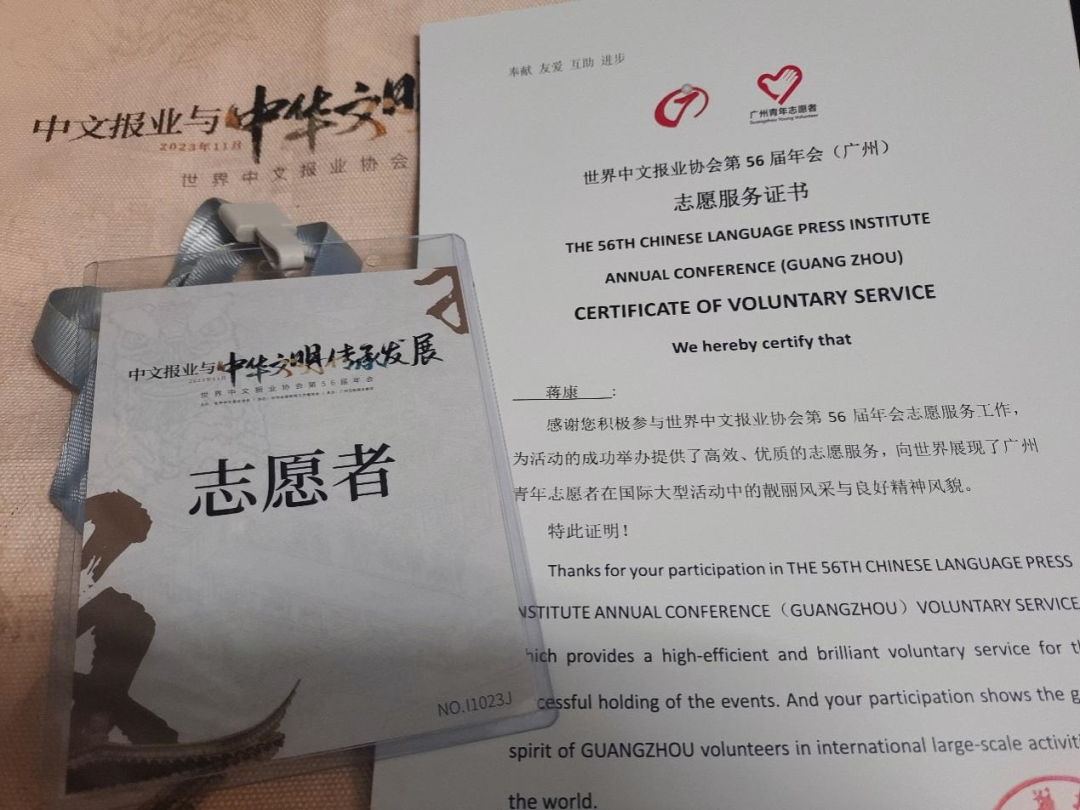 中文报业与中华文明
2023年11月
世界中文报业协会
中文报业与中华文明传承发展
世界中文报业协会第56届年会
志愿者
NO.I1023J
奉献 友爱 互助 进步
广州青年志愿者
Guangzhou Young Volunteer
世界中文报业协会第 56 届年会（广州）
志愿服务证书
THE 56TH CHINESE LANGUAGE PRESS INSTITUTE
ANNUAL CONFERENCE (GUANG ZHOU)
CERTIFICATE OF VOLUNTARY SERVICE
We hereby certify that
蒋康：
感谢您积极参与世界中文报业协会第 56 届年会志愿服务工作，
为活动的成功举办提供了高效、优质的志愿服务，向世界展现了广州
青年志愿者在国际大型活动中的靓丽风采与良好精神风貌。
特此证明！
Thanks for your participation in THE 56TH CHINESE LANGUAGE PRESS
NSTITUTE ANNUAL CONFERENCE（GUANGZHOU）VOLUNTARY SERVICE
hich provides a high-efficient and brilliant voluntary service for th
cessful holding of the events. And your participation shows the g
spirit of GUANGZHOU volunteers in international large-scale activiti
the world.